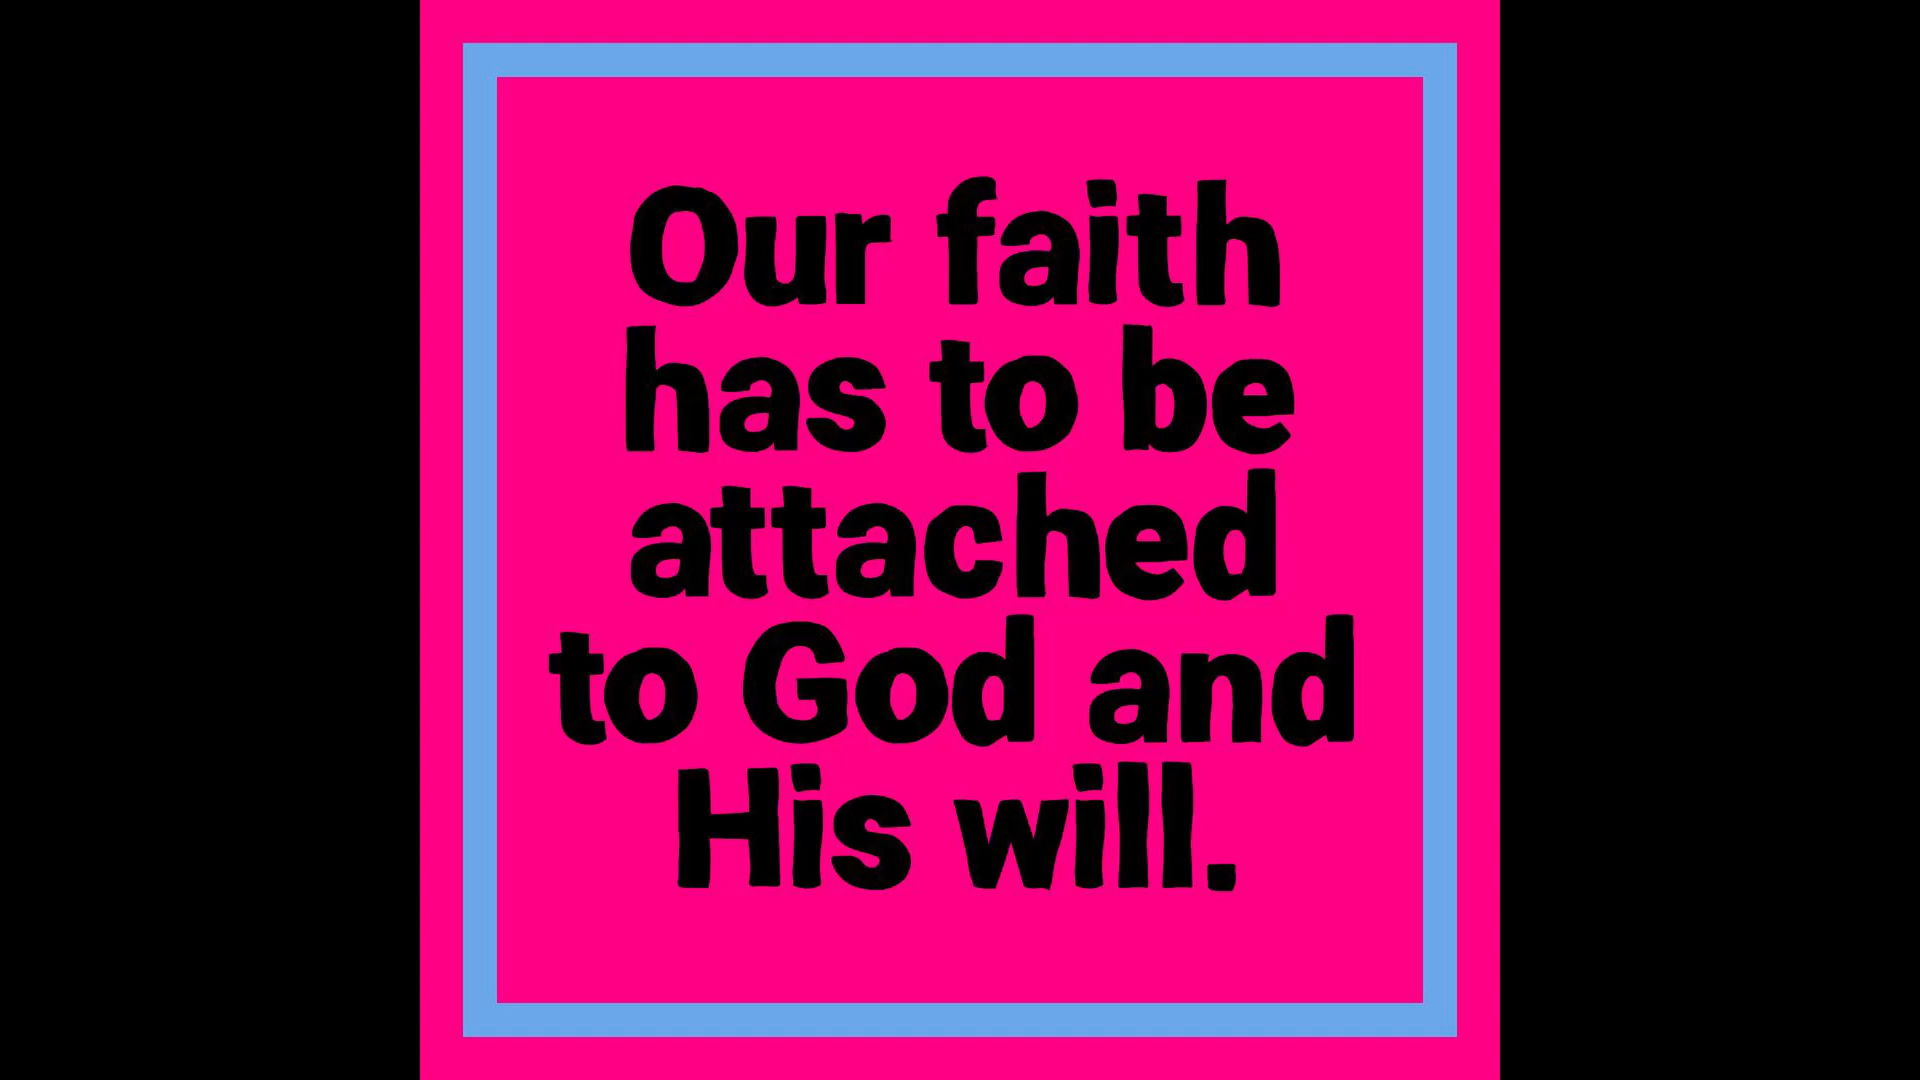 Our faith
has to be
attached
to God and
His will.